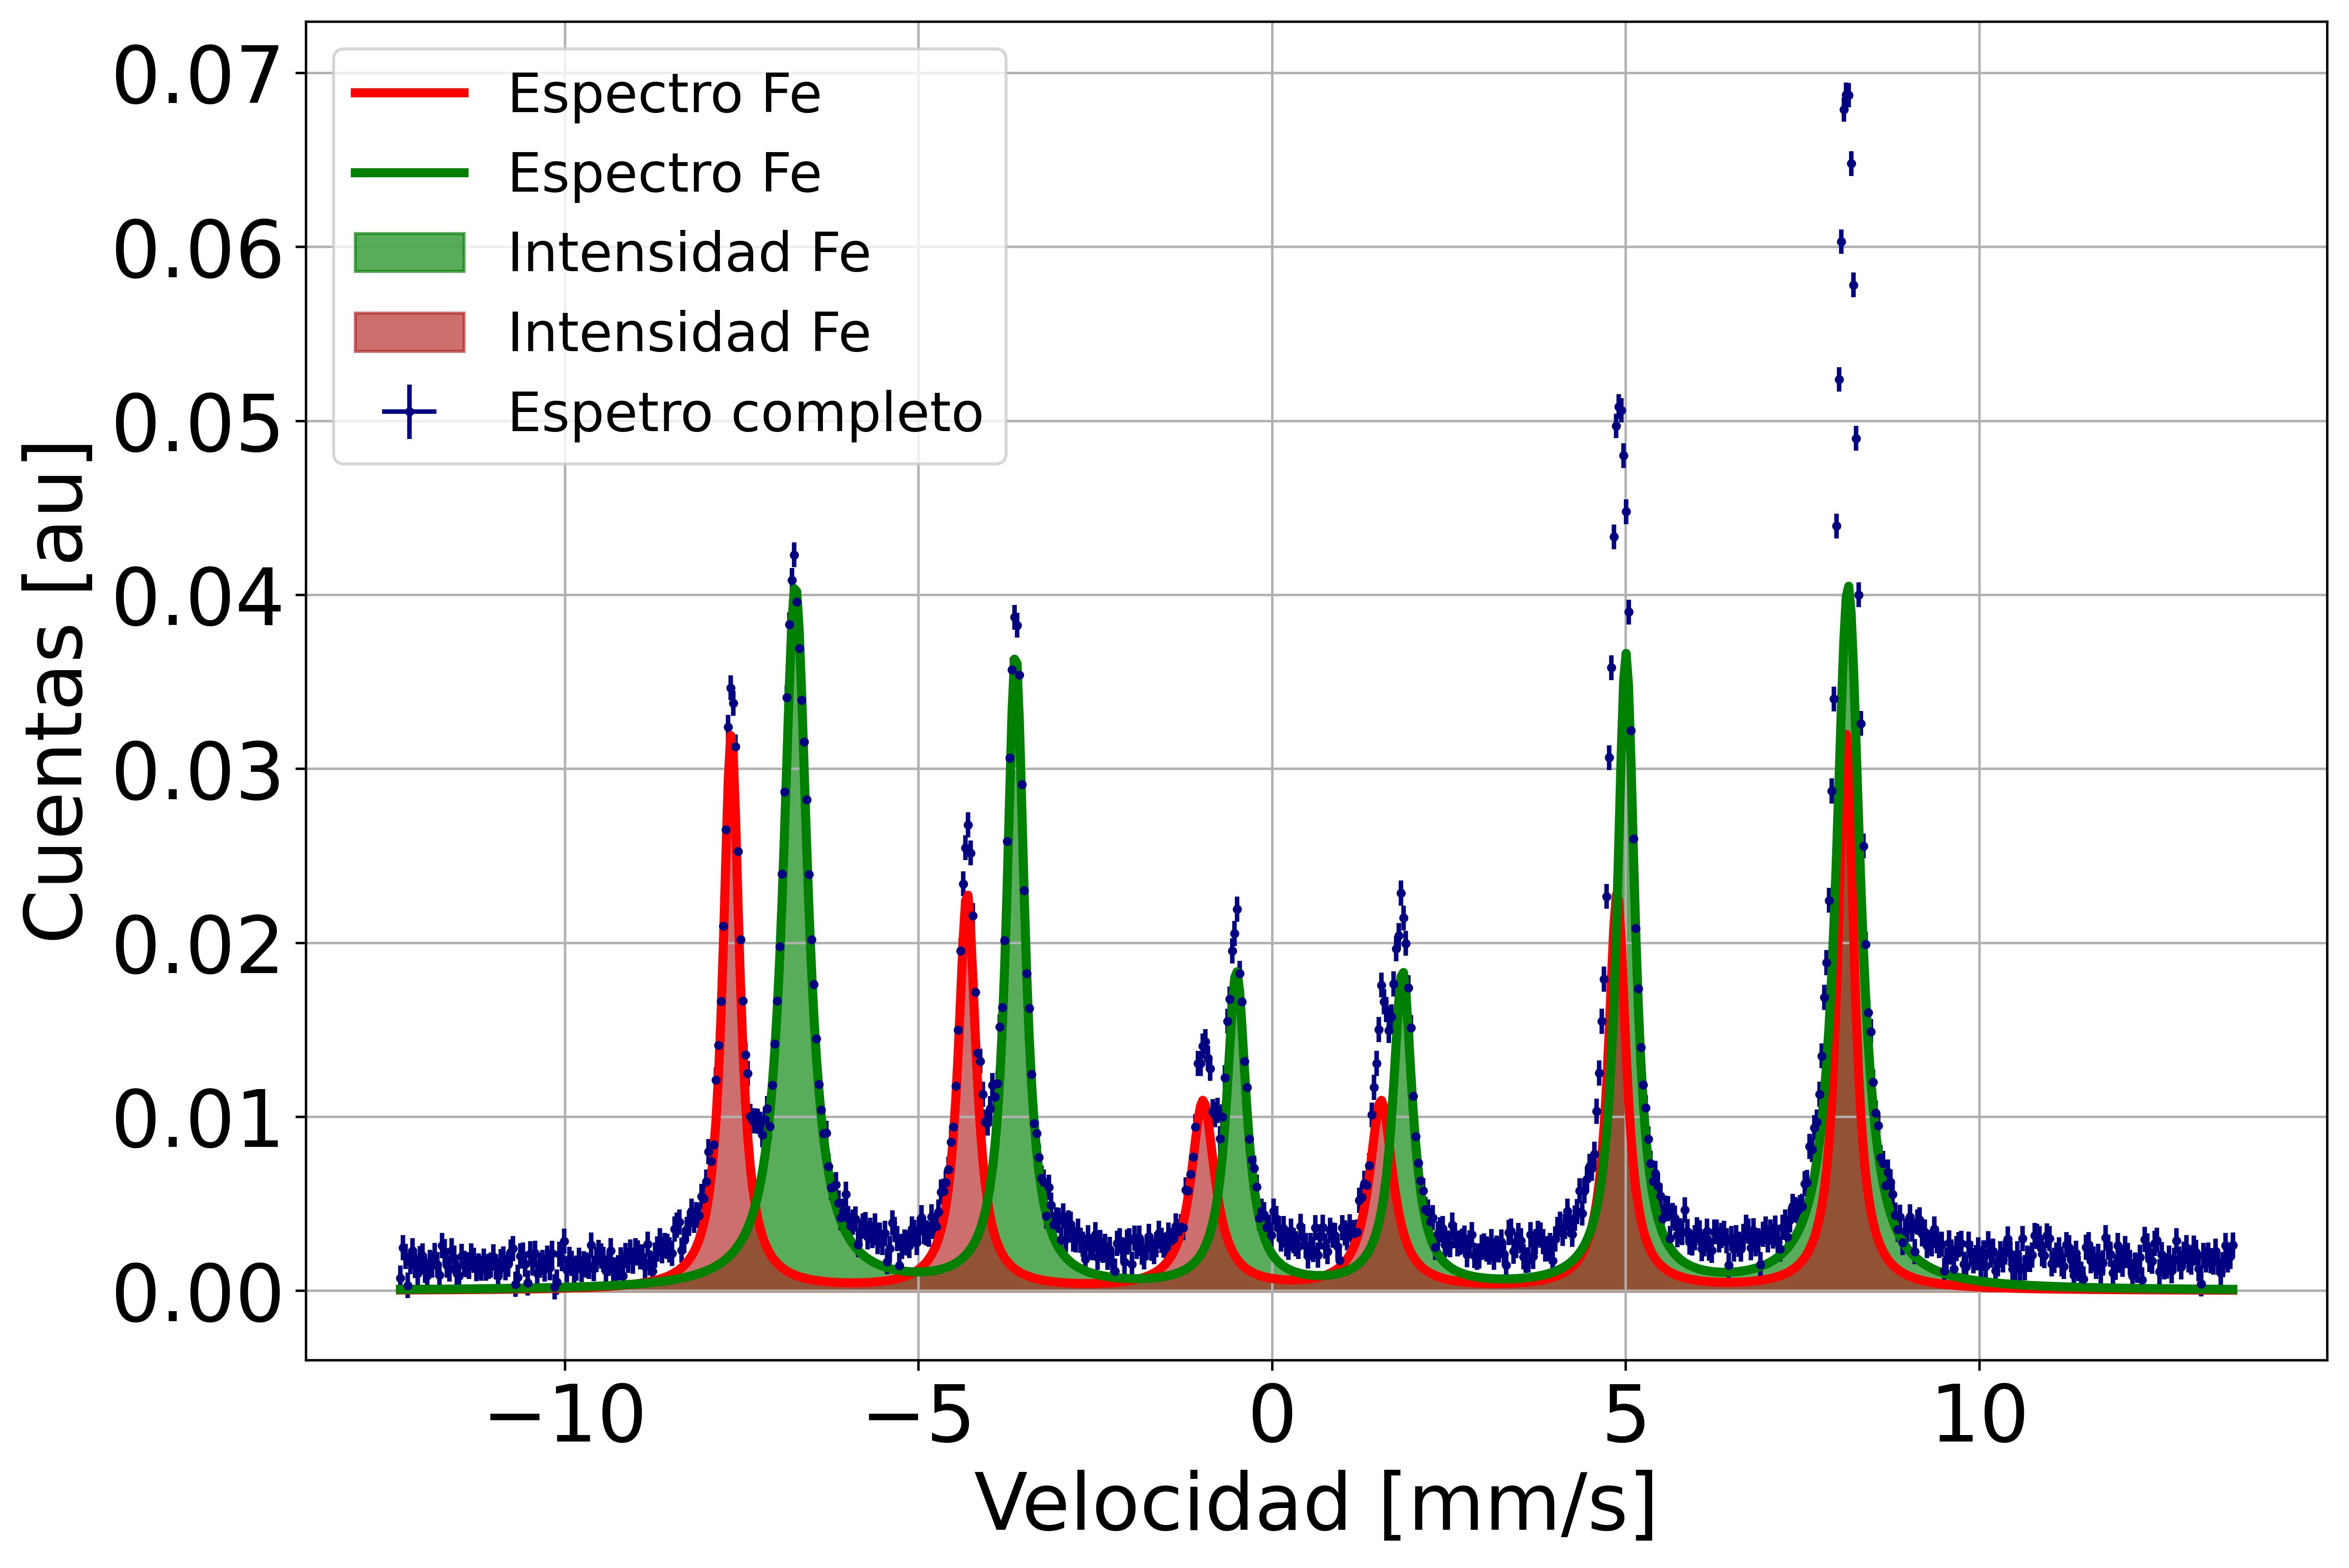 Espectro Fe
Espectro Fe
Intensidad Fe
Intensidad Fe
Espetro completo
Cuentas [au]
0.07
0.06
0.05
0.04
0.03
0.02
0.01
0.00
−10 −5 0 5 10
Velocidad [mm/s]